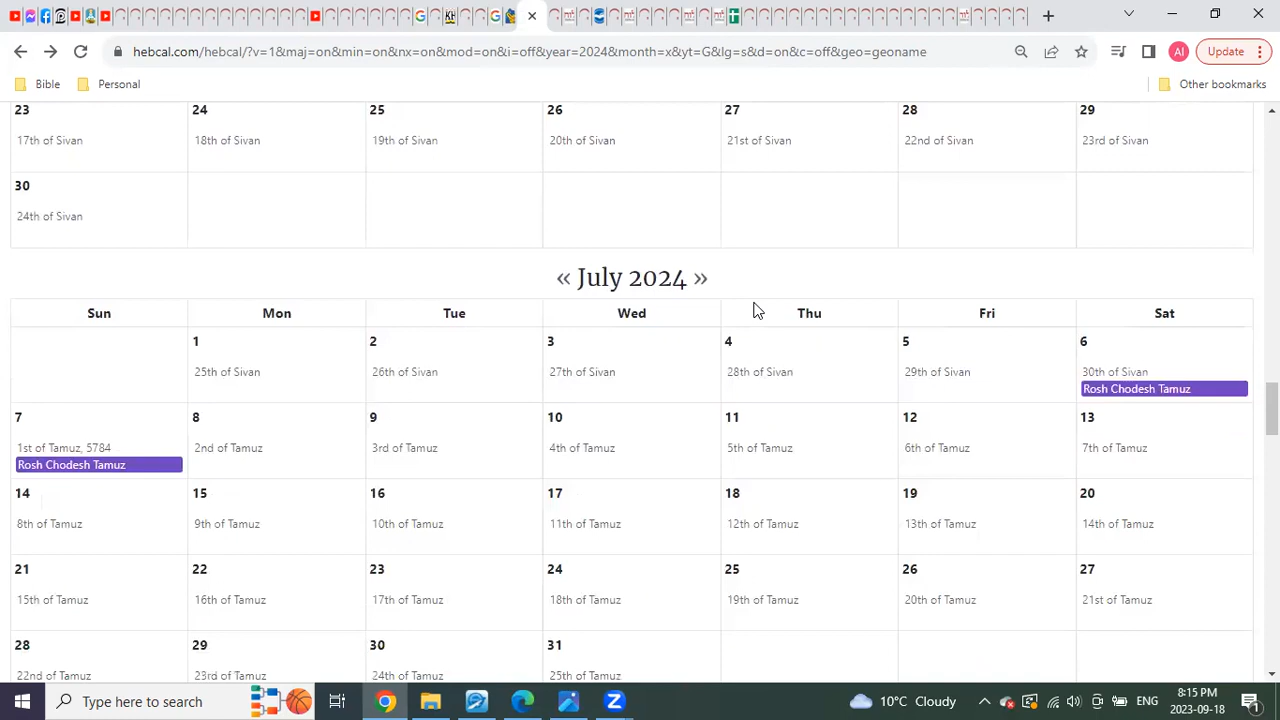 hebcal.com/hebcal/?v=1&maj=on&min=on&nx=on&mod=on&i=off&year=2024&month=x&yt=G&lg=s&d=on&c=off&geo=geoname
AI
Update
Bible Personal Other bookmarks
23 24 25 26 27 28 29
17th of Sivan 18th of Sivan 19th of Sivan 20th of Sivan 21st of Sivan 22nd of Sivan 23rd of Sivan
30
24th of Sivan
« July 2024 »
Sun Mon Tue Wed Thu Fri Sat
1 2 3 4 5 6
25th of Sivan 26th of Sivan 27th of Sivan 28th of Sivan 29th of Sivan 30th of Sivan
Rosh Chodesh Tamuz
7 8 9 10 11 12 13
1st of Tamuz, 5784 2nd of Tamuz 3rd of Tamuz 4th of Tamuz 5th of Tamuz 6th of Tamuz 7th of Tamuz
Rosh Chodesh Tamuz
14 15 16 17 18 19 20
8th of Tamuz 9th of Tamuz 10th of Tamuz 11th of Tamuz 12th of Tamuz 13th of Tamuz 14th of Tamuz
21 22 23 24 25 26 27
15th of Tamuz 16th of Tamuz 17th of Tamuz 18th of Tamuz 19th of Tamuz 20th of Tamuz 21st of Tamuz
28 29 30 31
22nd of Tamuz 23rd of Tamuz 24th of Tamuz 25th of Tamuz
Type here to search
10°C Cloudy
ENG
8:15 PM
2023-09-18
1